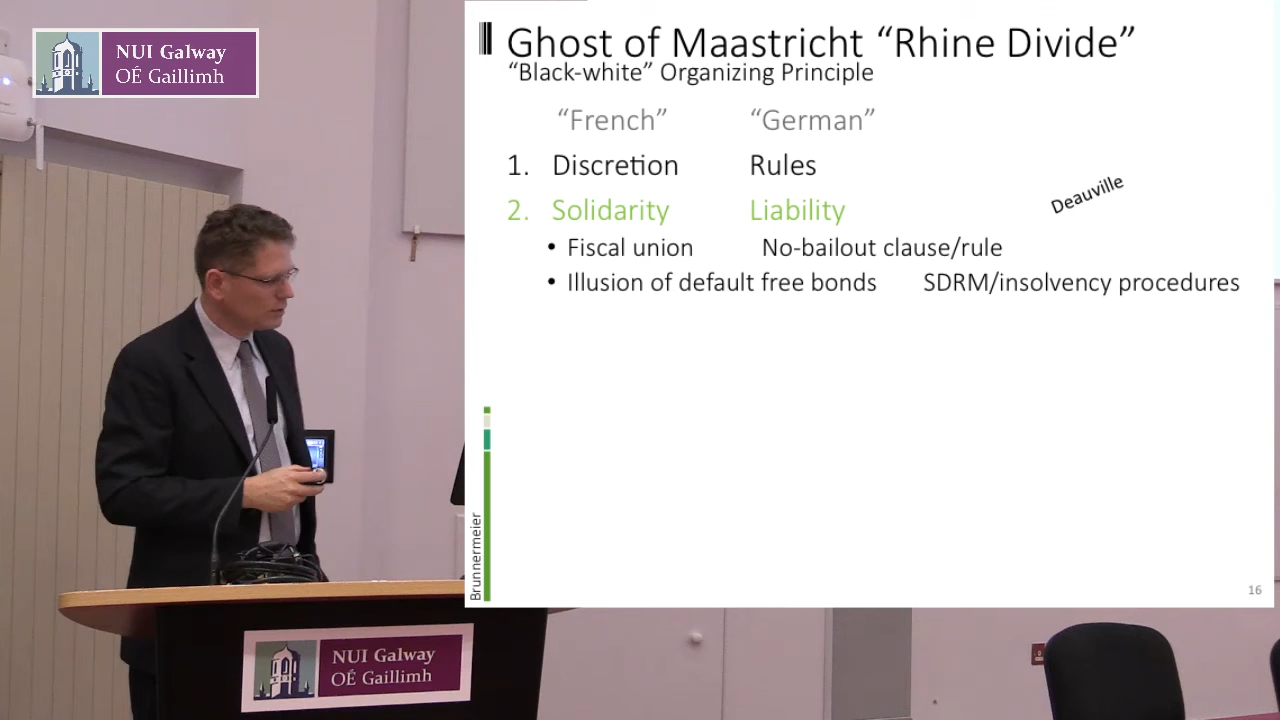 NUI Galway
OÉ Gaillimh
Ghost of Maastricht “Rhine Divide”
“Black-white” Organizing Principle
“French” “German”
1. Discretion Rules
Deauville
2. Solidarity Liability
• Fiscal union No-bailout clause/rule
• Illusion of default free bonds SDRM/insolvency procedures
Brunnermeier
16
NUI Galway
OÉ Gaillimh